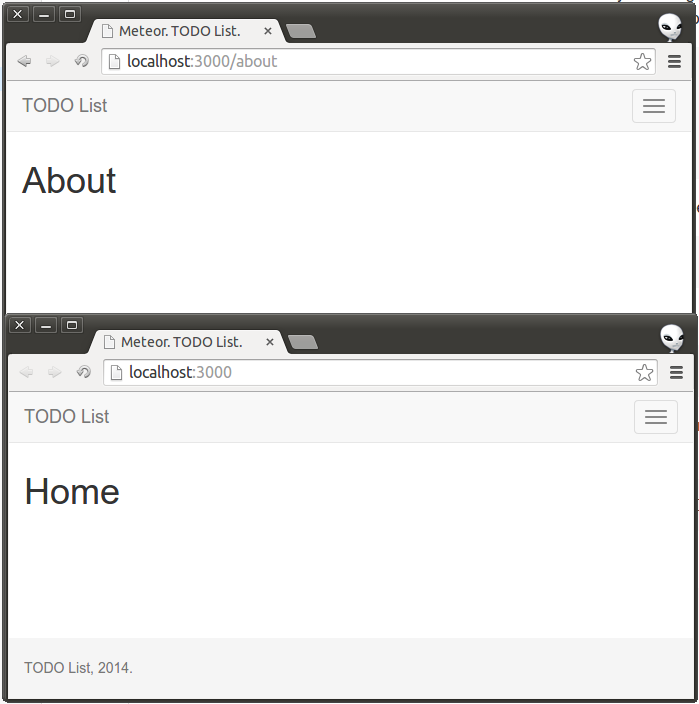 Meteor. TODO List.
localhost:3000/about
TODO List
About
Meteor. TODO List.
localhost:3000
TODO List
Home
TODO List, 2014.